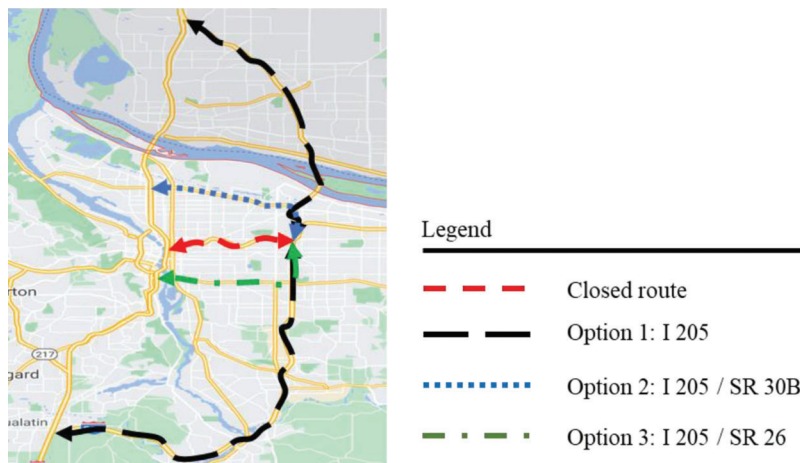 rton
217
gard
ualatin
Legend
Closed route
Option 1: I 205
Option 2: I 205 / SR 30B
Option 3: I 205 / SR 26